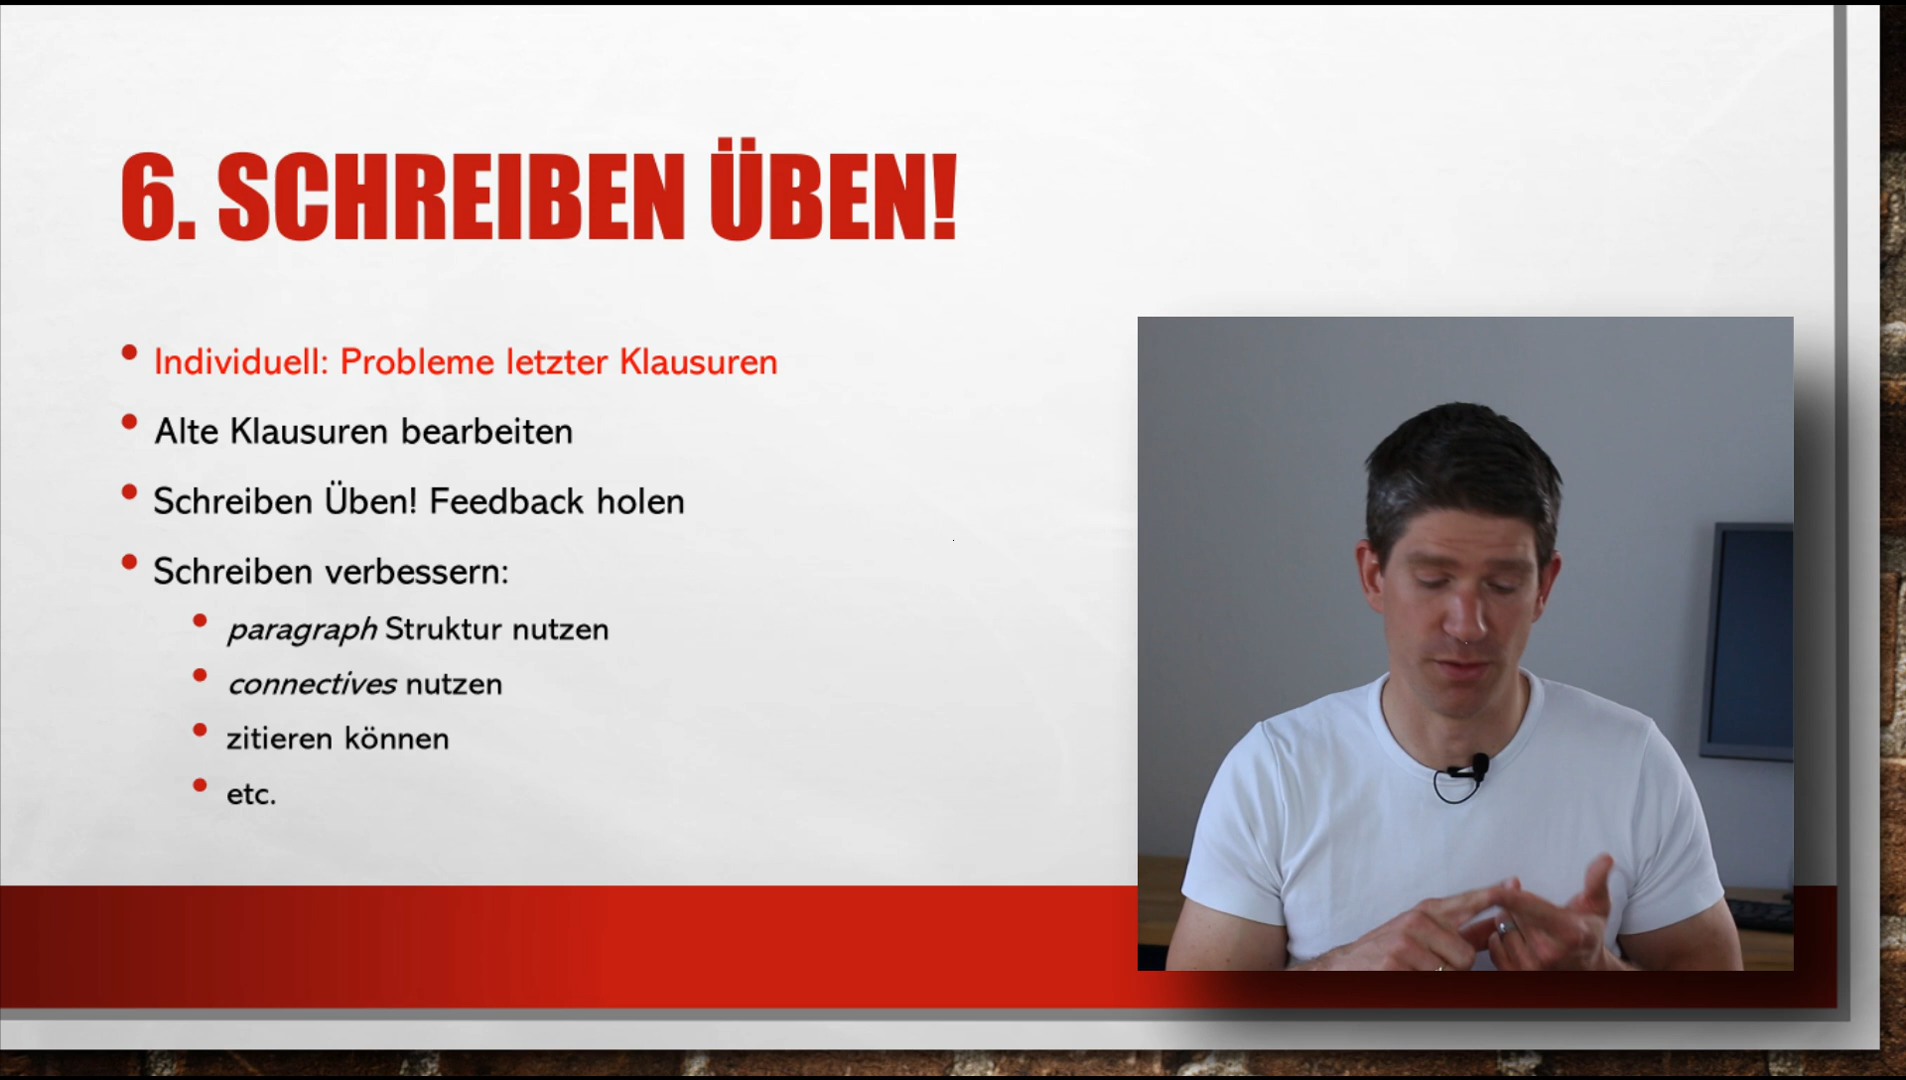 6. SCHREIBEN ÜBEN!
Individuell: Probleme letzter Klausuren
Alte Klausuren bearbeiten
Schreiben Üben! Feedback holen
Schreiben verbessern:
paragraph Struktur nutzen
connectives nutzen
zitieren können
etc.